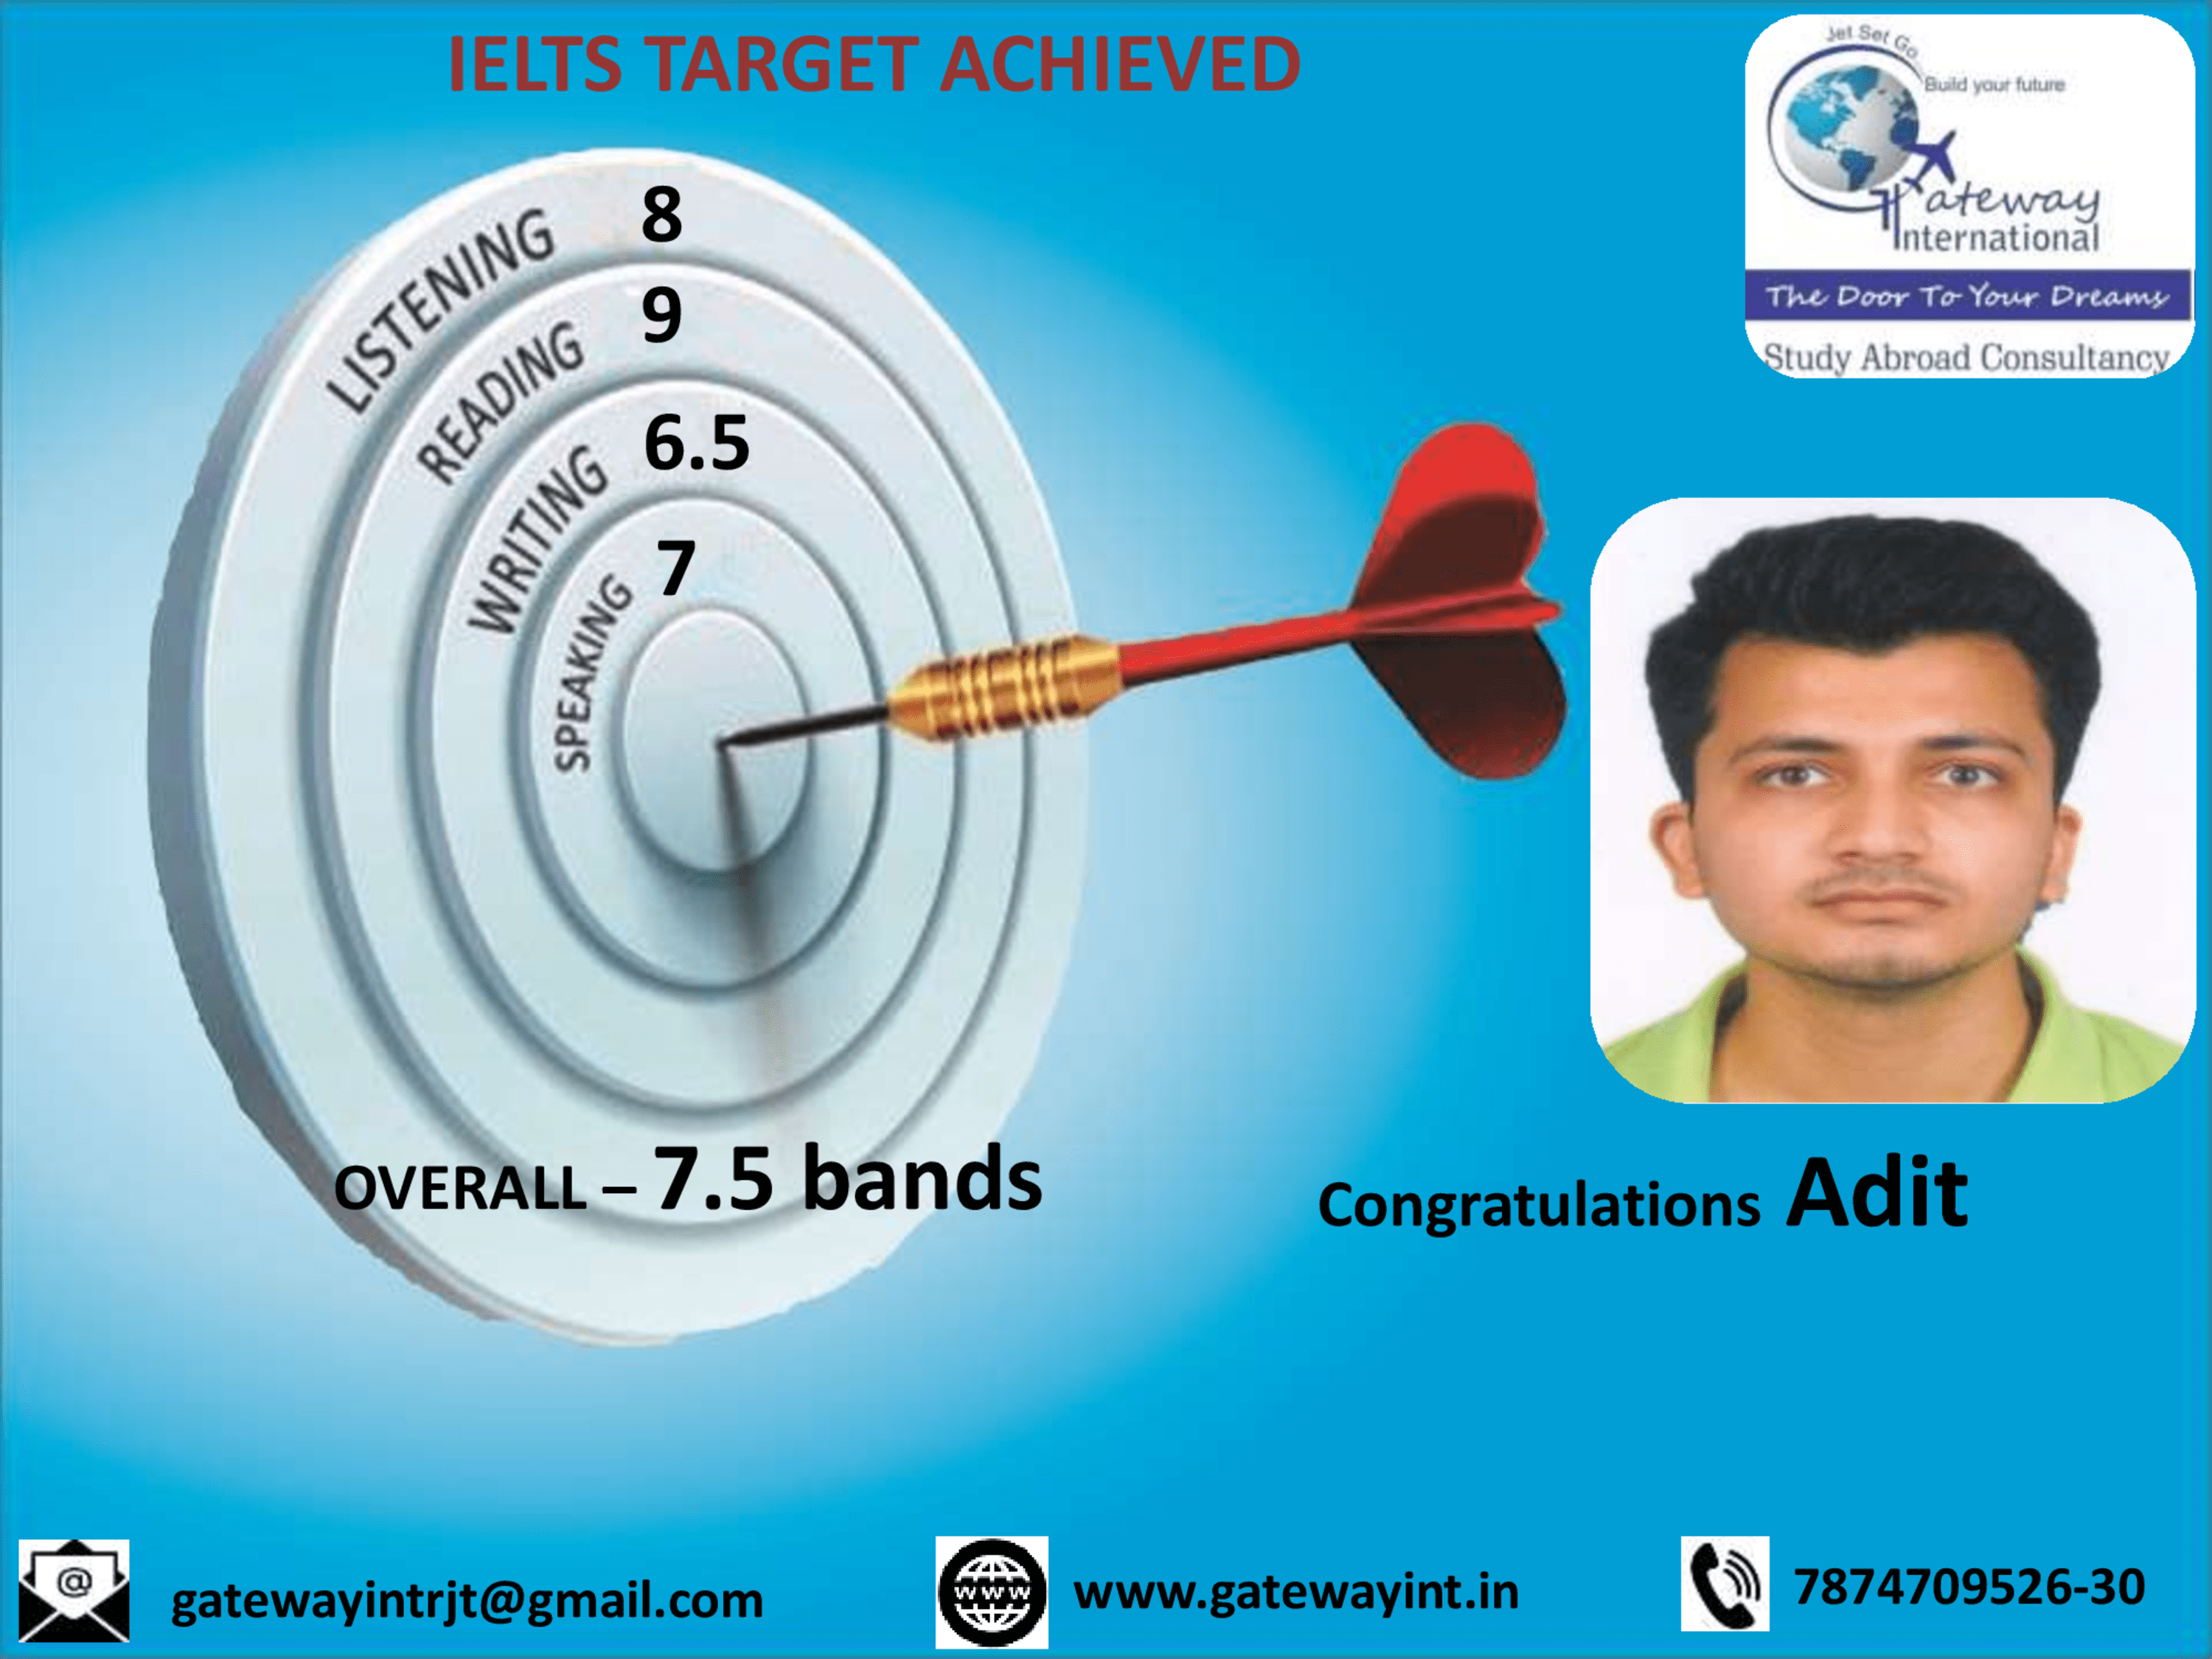 IELTS TARGET ACHIEVED
Jet Set Go
Build your future
Gateway
International
The Door To Your Dreams
Study Abroad Consultancy
LISTENING 8
READING 9
WRITING 6.5
SPEAKING 7
OVERALL – 7.5 bands
Congratulations Adit
@
gatewayintrjt@gmail.com
www
www.gatewayint.in
7874709526-30